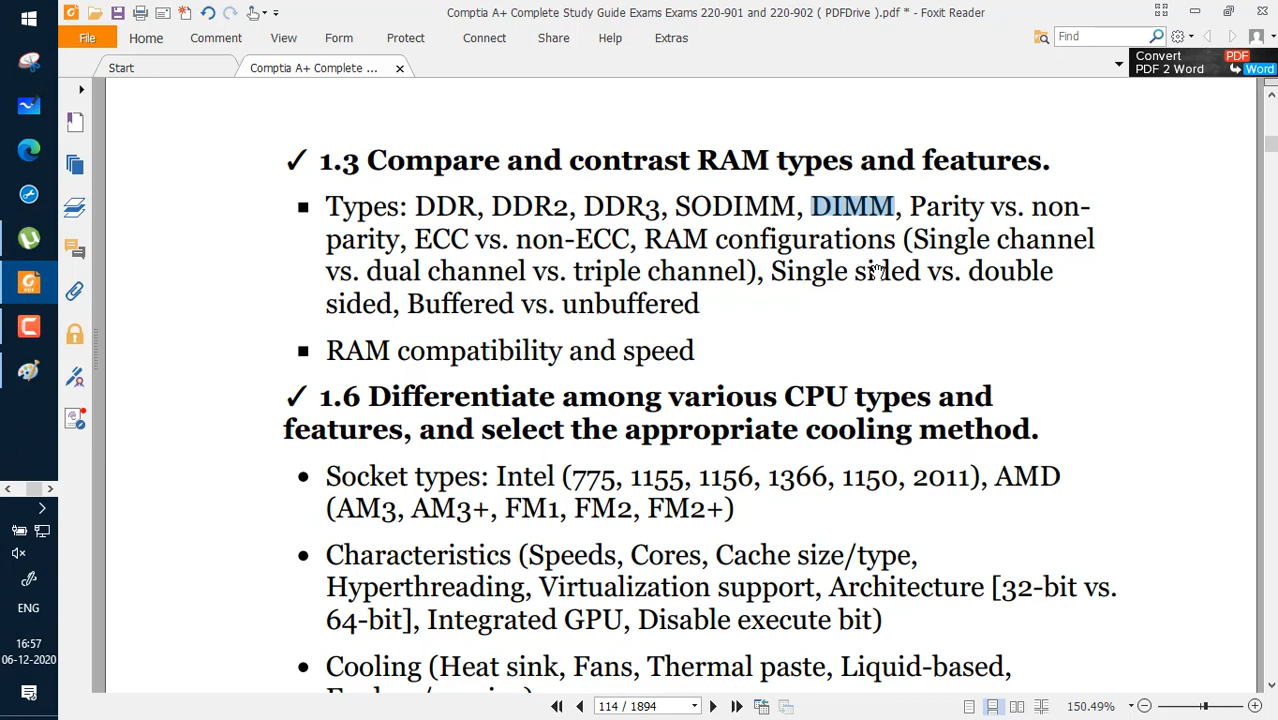 Comptia A+ Complete Study Guide Exams Exams 220-901 and 220-902 ( PDFDrive ).pdf * - Foxit Reader
File Home Comment View Form Protect Connect Share Help Extras Find
Start Comptia A+ Complete ...
Convert PDF
PDF 2 Word Word
✓ 1.3 Compare and contrast RAM types and features.
■ Types: DDR, DDR2, DDR3, SODIMM, DIMM, Parity vs. non-
parity, ECC vs. non-ECC, RAM configurations (Single channel
vs. dual channel vs. triple channel), Single sided vs. double
sided, Buffered vs. unbuffered
■ RAM compatibility and speed
✓ 1.6 Differentiate among various CPU types and
features, and select the appropriate cooling method.
• Socket types: Intel (775, 1155, 1156, 1366, 1150, 2011), AMD
(AM3, AM3+, FM1, FM2, FM2+)
• Characteristics (Speeds, Cores, Cache size/type,
Hyperthreading, Virtualization support, Architecture [32-bit vs.
64-bit], Integrated GPU, Disable execute bit)
• Cooling (Heat sink, Fans, Thermal paste, Liquid-based,
ENG
16:57
06-12-2020
114 / 1894
150.49%